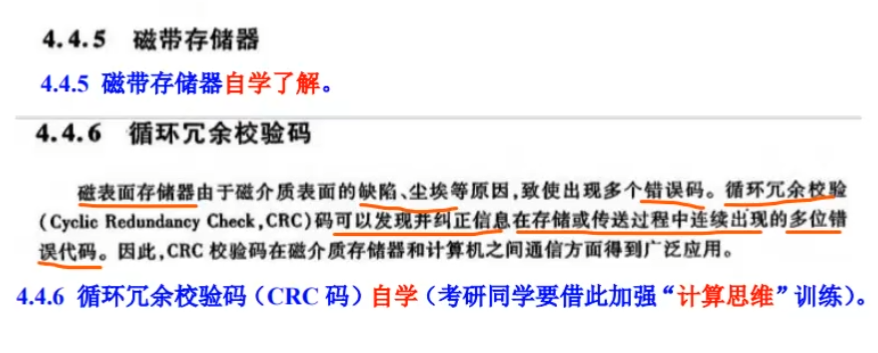 4.4.5 磁带存储器
4.4.5 磁带存储器自学了解。
4.4.6 循环冗余校验码
磁表面存储器由于磁介质表面的缺陷、尘埃等原因,致使出现多个错误码。循环冗余校验
(Cyclic Redundancy Check,CRC)码可以发现并纠正信息在存储或传送过程中连续出现的多位错
误代码。因此,CRC 校验码在磁介质存储器和计算机之间通信方面得到广泛应用。
4.4.6 循环冗余校验码（CRC 码）自学（考研同学要借此加强“计算思维”训练）。